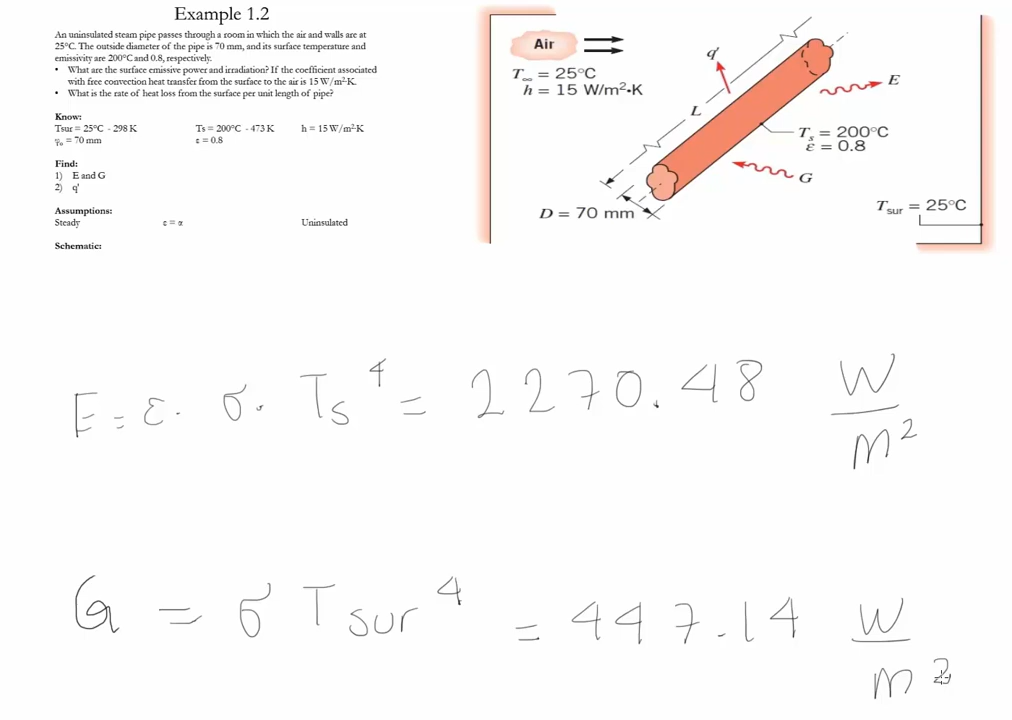 Example 1.2
An uninsulated steam pipe passes through a room in which the air and walls are at
25°C. The outside diameter of the pipe is 70 mm, and its surface temperature and
emissivity are 200°C and 0.8, respectively.
• What are the surface emissive power and irradiation? If the coefficient associated
with free convection heat transfer from the surface to the air is 15 W/m²·K.
• What is the rate of heat loss from the surface per unit length of pipe?
Know:
Tsur = 25°C - 298 K Ts = 200°C - 473 K h = 15 W/m²·K
= 70 mm ε = 0.8
Find:
1) E and G
2) q'
Assumptions:
Steady ε = α Uninsulated
Schematic:
Air
T∞ = 25°C
h = 15 W/m²·K
q'
E
L
Ts = 200°C
ε = 0.8
G
D = 70 mm
Tsur = 25°C
E = ε · σ · Ts⁴ = 2270.48 W/m²
G = σ Tsur⁴ = 447.14 W/m²